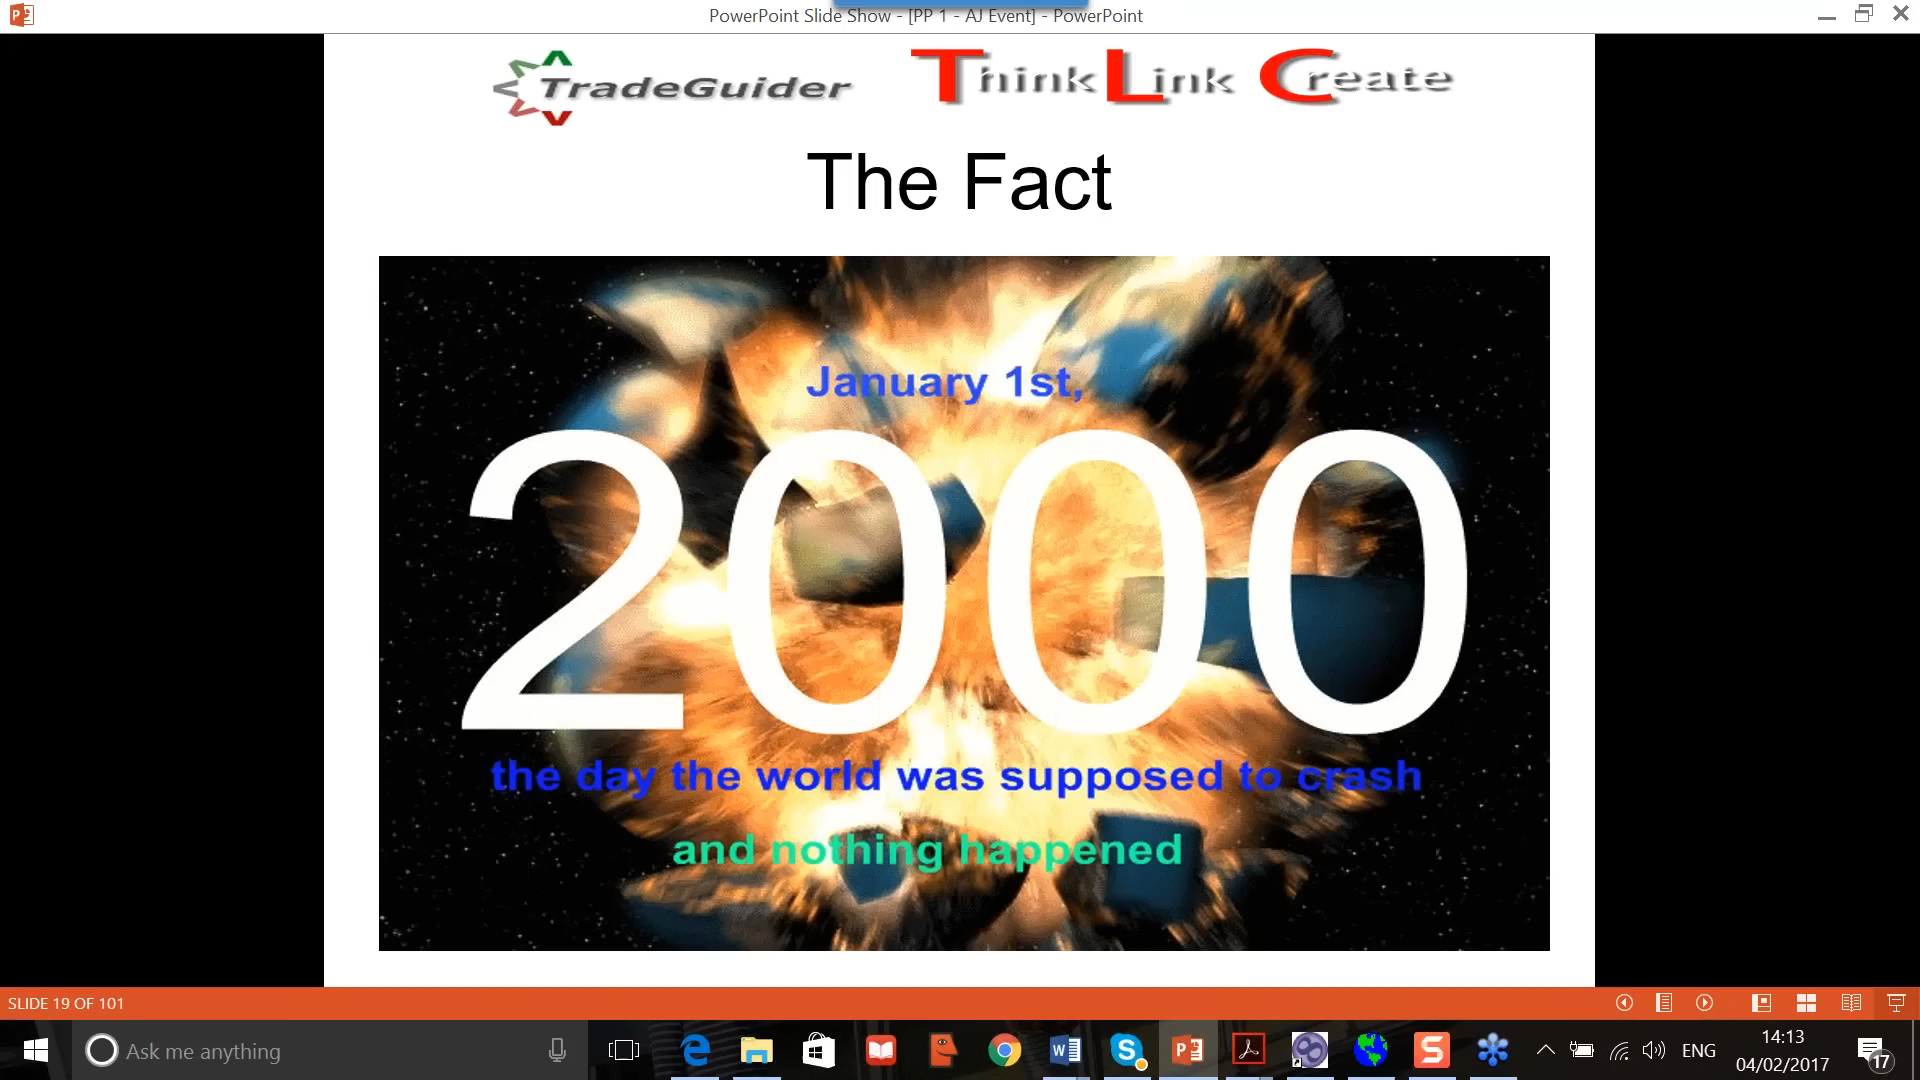 PowerPoint Slide Show - [PP 1 - AJ Event] - PowerPoint
TradeGuider
Think Link Create
The Fact
January 1st,
2000
the day the world was supposed to crash
and nothing happened
SLIDE 19 OF 101
Ask me anything
ENG
14:13
04/02/2017
17